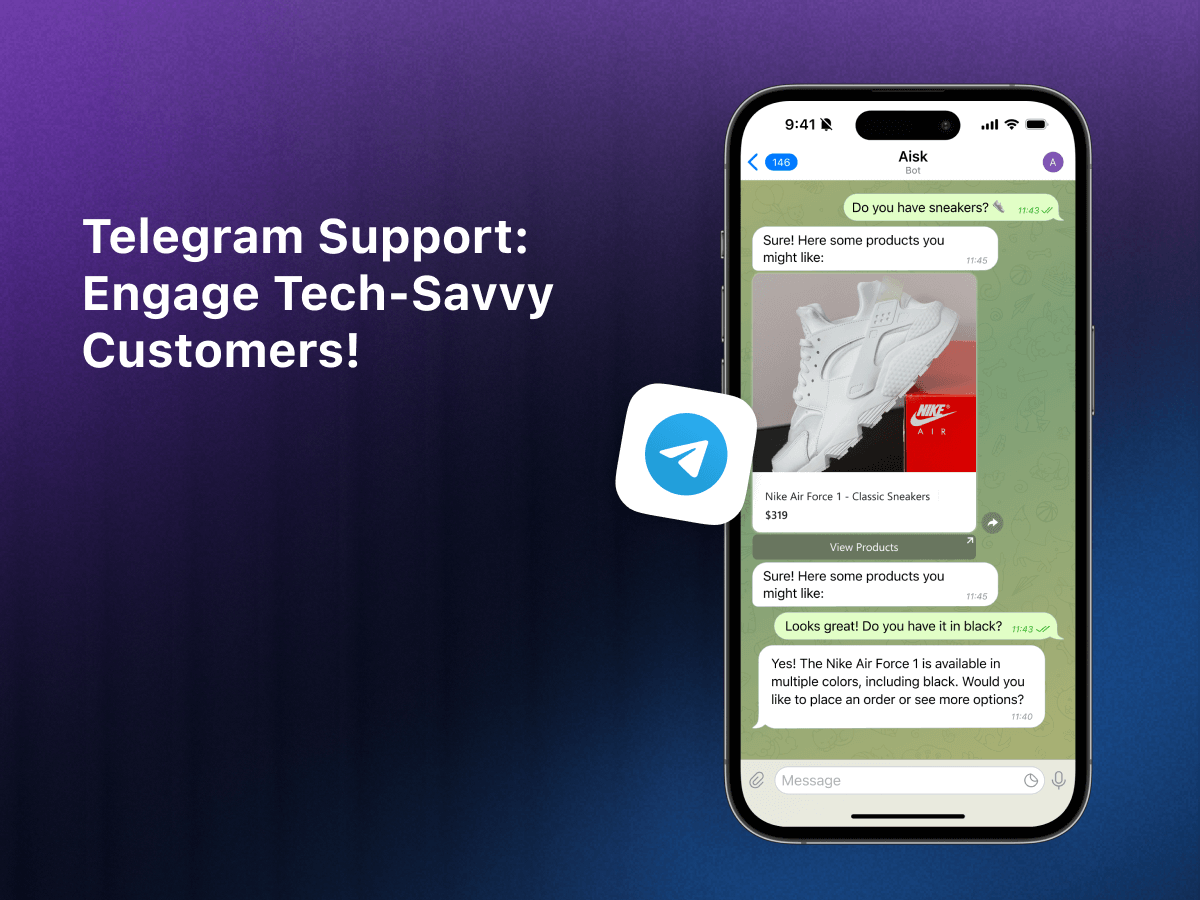 Telegram Support:
Engage Tech-Savvy
Customers!
9:41
146
Aisk
Bot
A
Do you have sneakers?
11:43
Sure! Here some products you
might like:
11:45
NIKE
AIR
Nike Air Force 1 - Classic Sneakers
$319
View Products
Sure! Here some products you
might like:
11:45
Looks great! Do you have it in black?
11:43
Yes! The Nike Air Force 1 is available in
multiple colors, including black. Would you
like to place an order or see more options?
11:40
Message